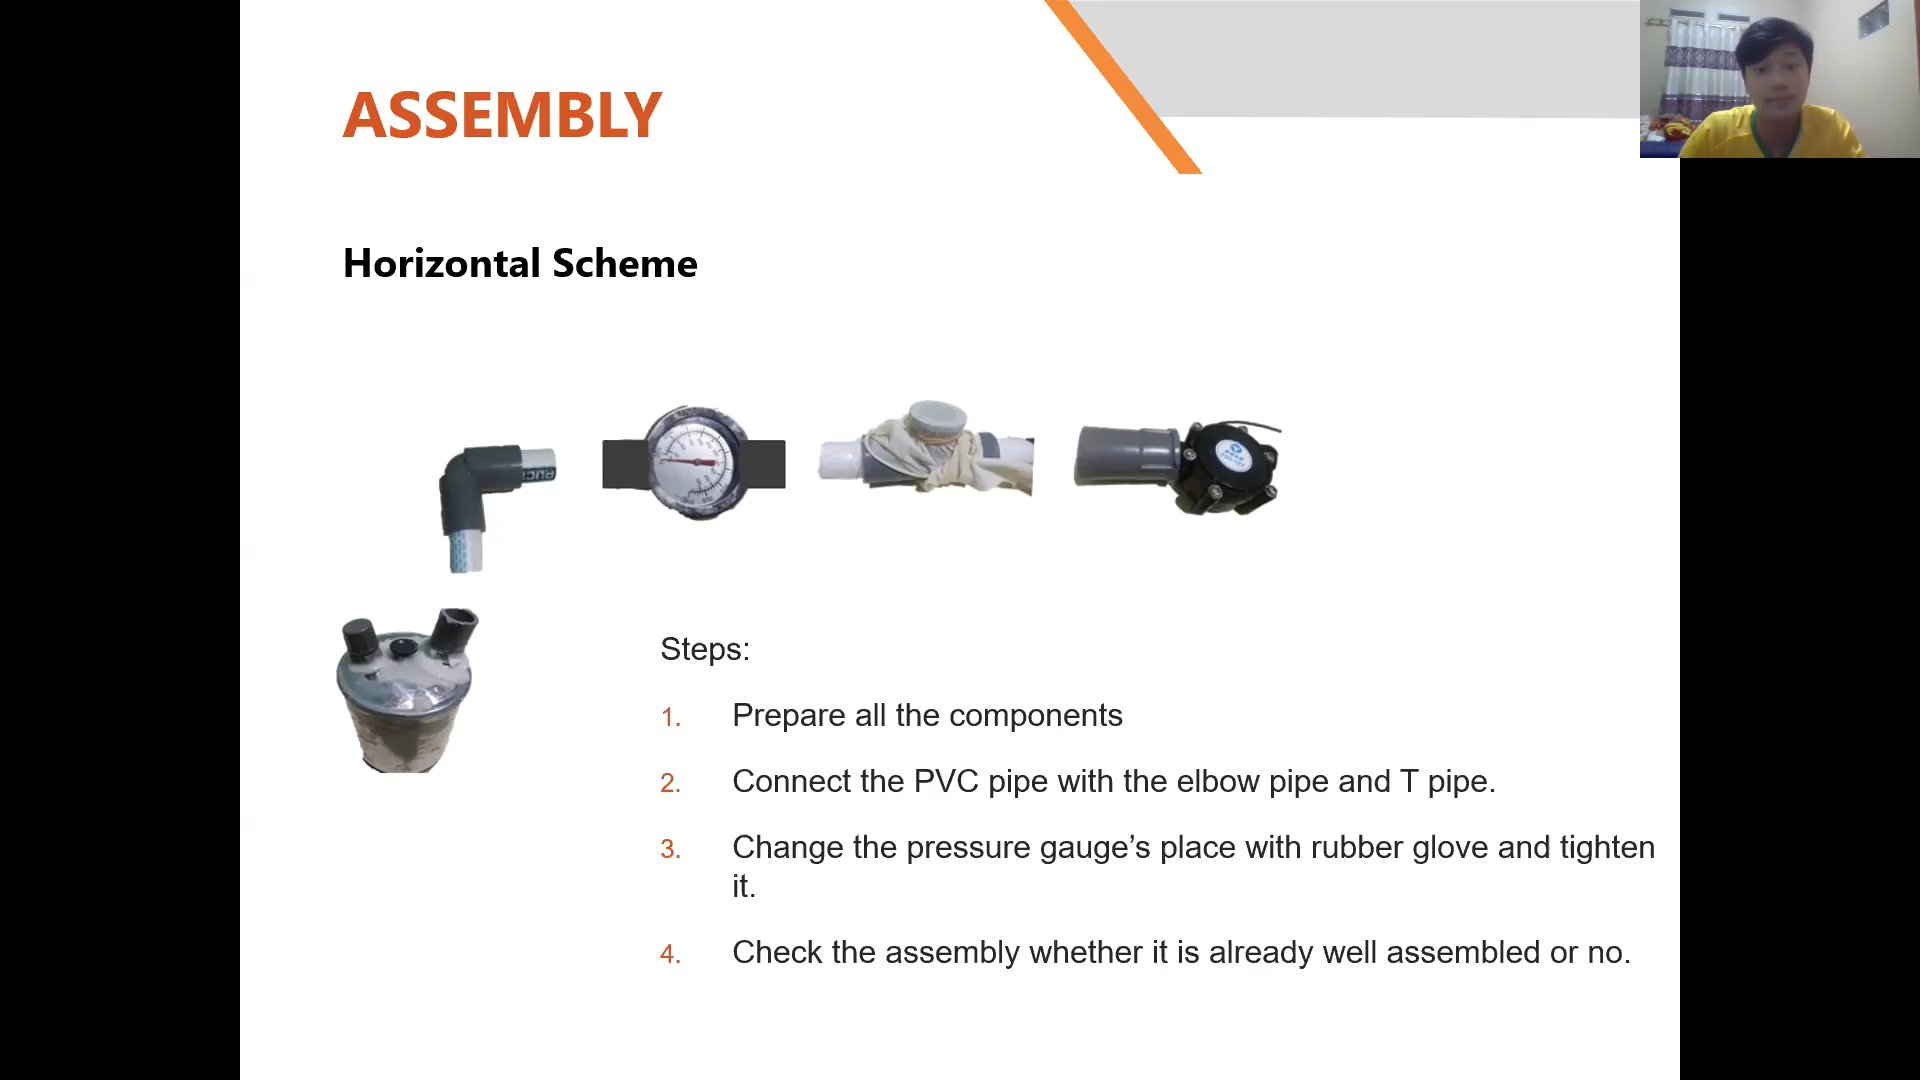 ASSEMBLY
Horizontal Scheme
RUCI
Steps:
1. Prepare all the components
2. Connect the PVC pipe with the elbow pipe and T pipe.
3. Change the pressure gauge’s place with rubber glove and tighten
it.
4. Check the assembly whether it is already well assembled or no.